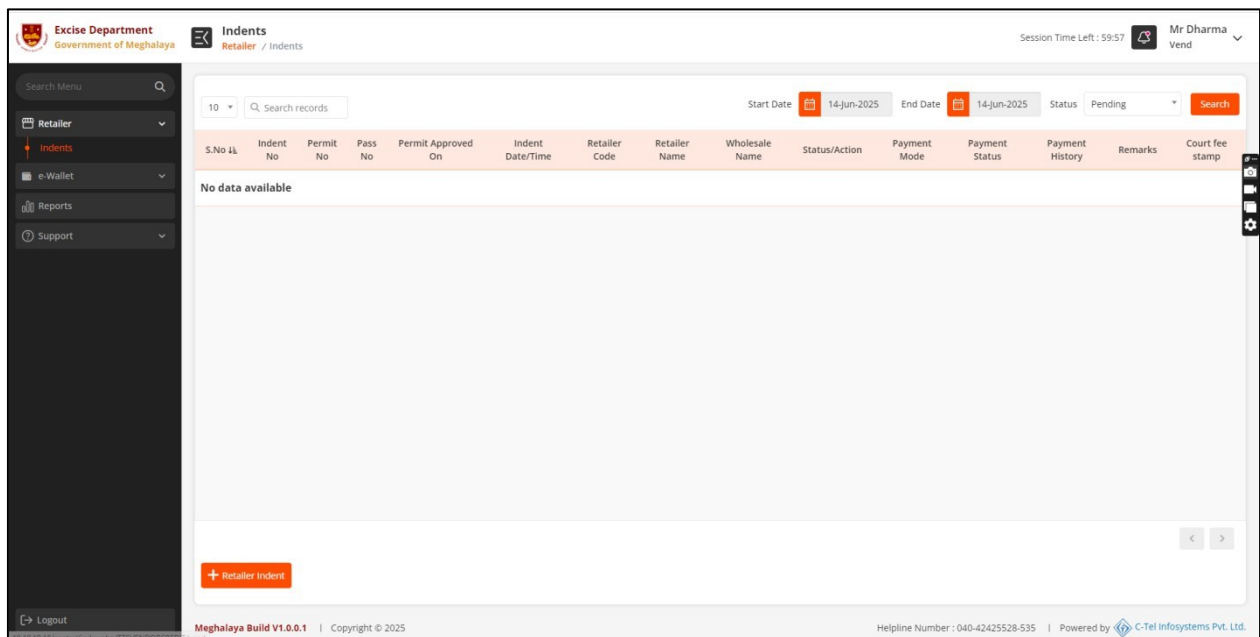 Excise Department
Government of Meghalaya
Indents
Retailer / Indents
Session Time Left : 59:57
Mr Dharma
Vend
Search Menu
Retailer
Indents
e-Wallet
Reports
Support
Logout
10
Search records
Start Date 14-Jun-2025 End Date 14-Jun-2025 Status Pending Search
S.No Indent No Permit No Pass No Permit Approved On Indent Date/Time Retailer Code Retailer Name Wholesale Name Status/Action Payment Mode Payment Status Payment History Remarks Court fee stamp
No data available
< >
+ Retailer Indent
Meghalaya Build V1.0.0.1 | Copyright © 2025
Helpline Number : 040-42425528-535 | Powered by C-Tel Infosystems Pvt. Ltd.